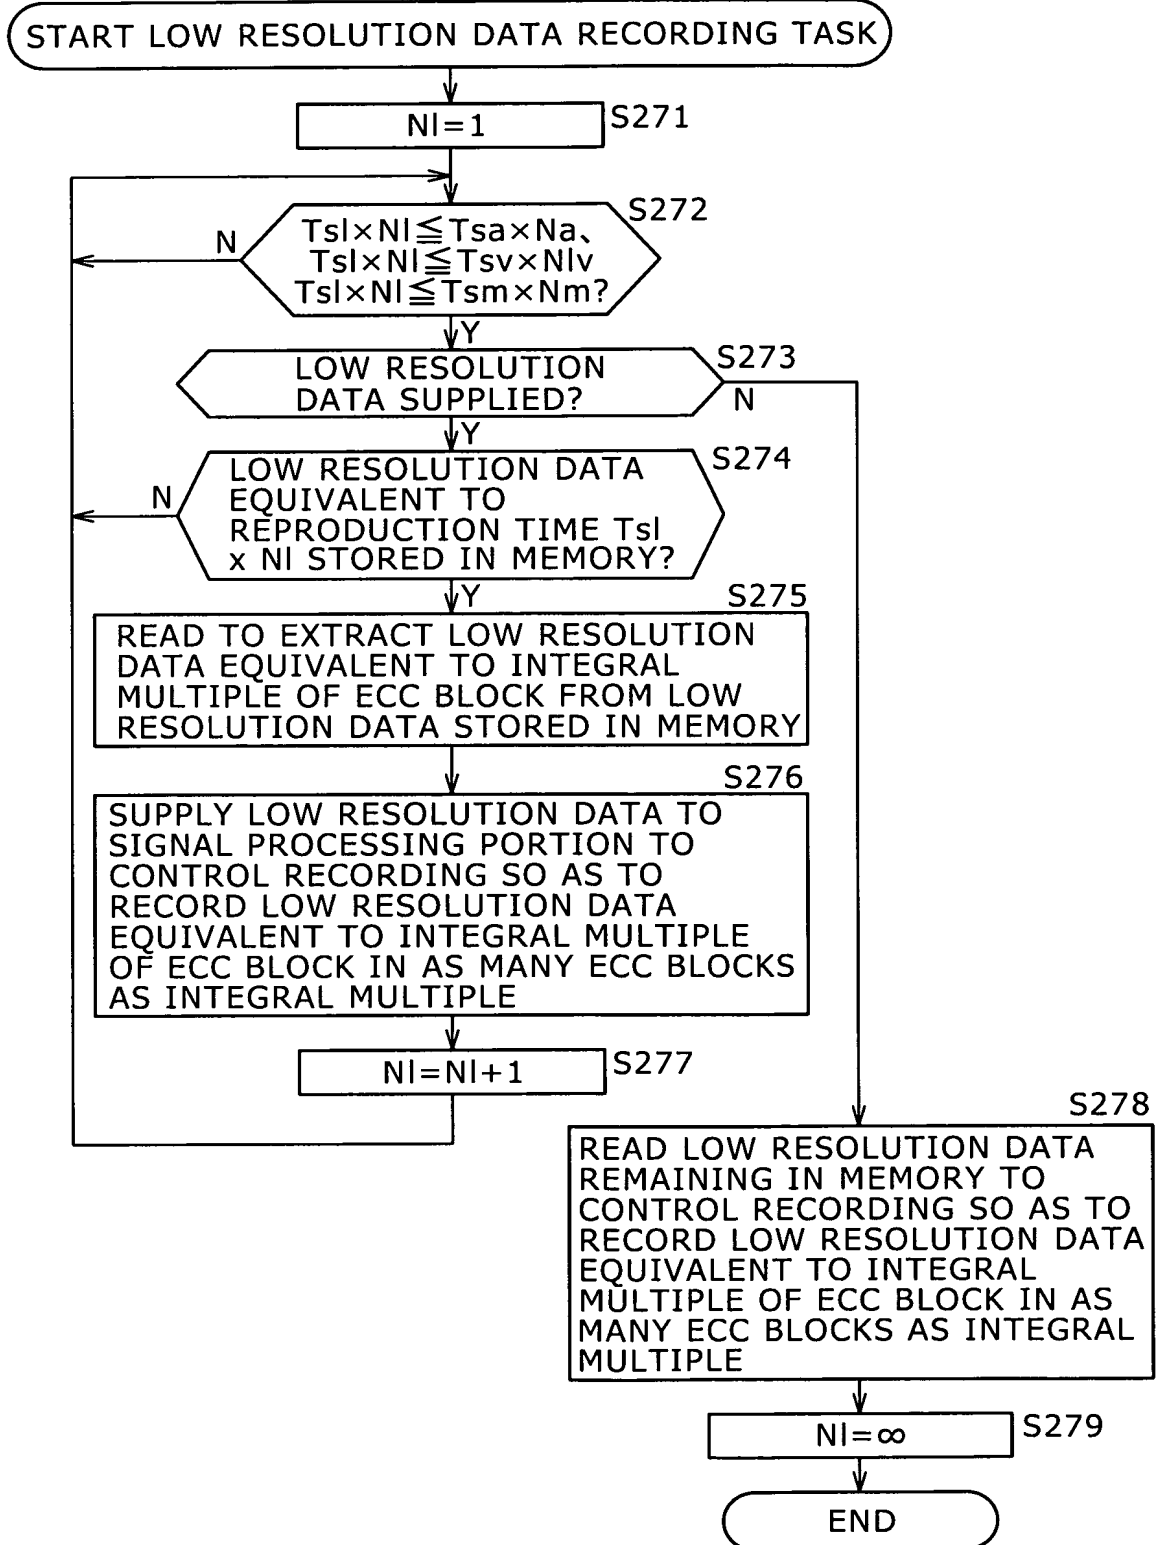 START LOW RESOLUTION DATA RECORDING TASK
Nl=1
S271
S272
Tsl×Nl≦Tsa×Na、
Tsl×Nl≦Tsv×Nlv
Tsl×Nl≦Tsm×Nm?
N
Y
S273
LOW RESOLUTION
DATA SUPPLIED?
N
Y
S274
LOW RESOLUTION DATA
EQUIVALENT TO
REPRODUCTION TIME Tsl
x Nl STORED IN MEMORY?
N
Y
S275
READ TO EXTRACT LOW RESOLUTION
DATA EQUIVALENT TO INTEGRAL
MULTIPLE OF ECC BLOCK FROM LOW
RESOLUTION DATA STORED IN MEMORY
S276
SUPPLY LOW RESOLUTION DATA TO
SIGNAL PROCESSING PORTION TO
CONTROL RECORDING SO AS TO
RECORD LOW RESOLUTION DATA
EQUIVALENT TO INTEGRAL MULTIPLE
OF ECC BLOCK IN AS MANY ECC BLOCKS
AS INTEGRAL MULTIPLE
Nl=Nl+1
S277
S278
READ LOW RESOLUTION DATA
REMAINING IN MEMORY TO
CONTROL RECORDING SO AS TO
RECORD LOW RESOLUTION DATA
EQUIVALENT TO INTEGRAL
MULTIPLE OF ECC BLOCK IN AS
MANY ECC BLOCKS AS INTEGRAL
MULTIPLE
Nl=∞
S279
END